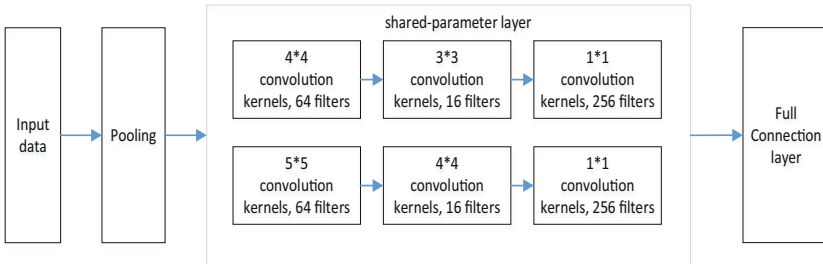 shared-parameter layer
Input
data
Pooling
4*4
convolution
kernels, 64 filters
3*3
convolution
kernels, 16 filters
1*1
convolution
kernels, 256 filters
5*5
convolution
kernels, 64 filters
4*4
convolution
kernels, 16 filters
1*1
convolution
kernels, 256 filters
Full
Connection
layer